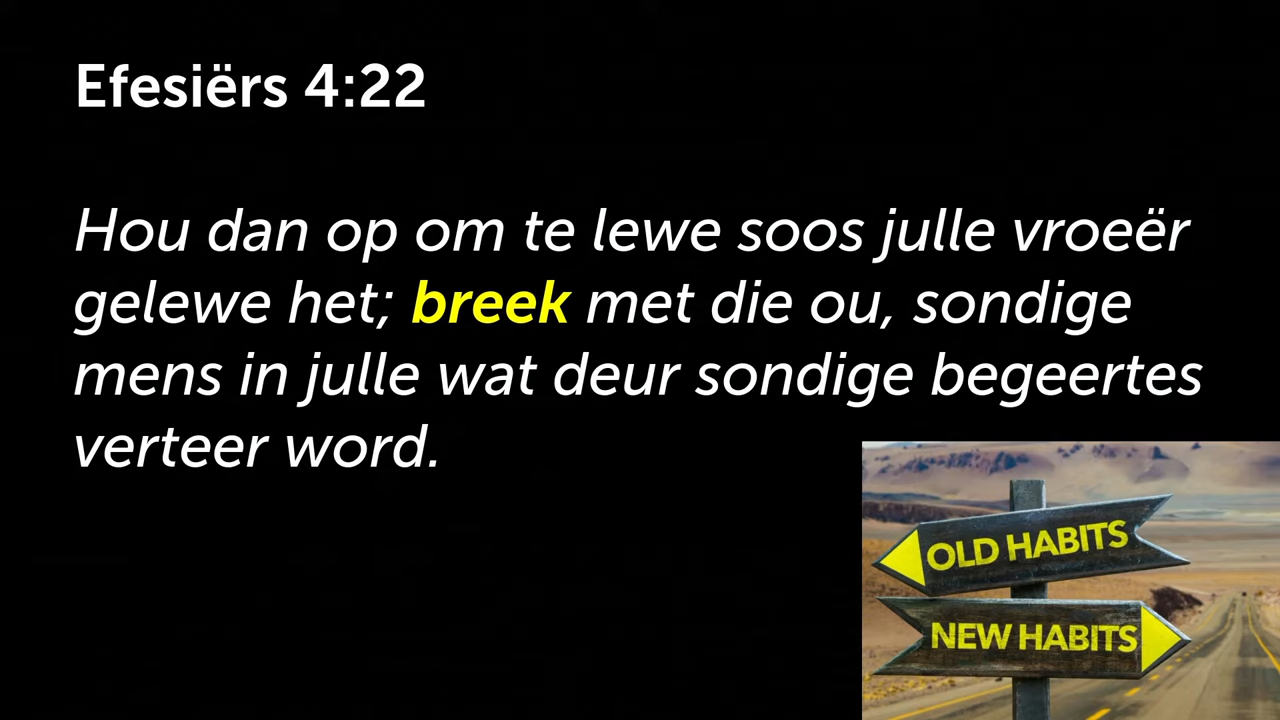 Efesiërs 4:22
Hou dan op om te lewe soos julle vroeër
gelewe het; breek met die ou, sondige
mens in julle wat deur sondige begeertes
verteer word.
OLD HABITS
NEW HABITS